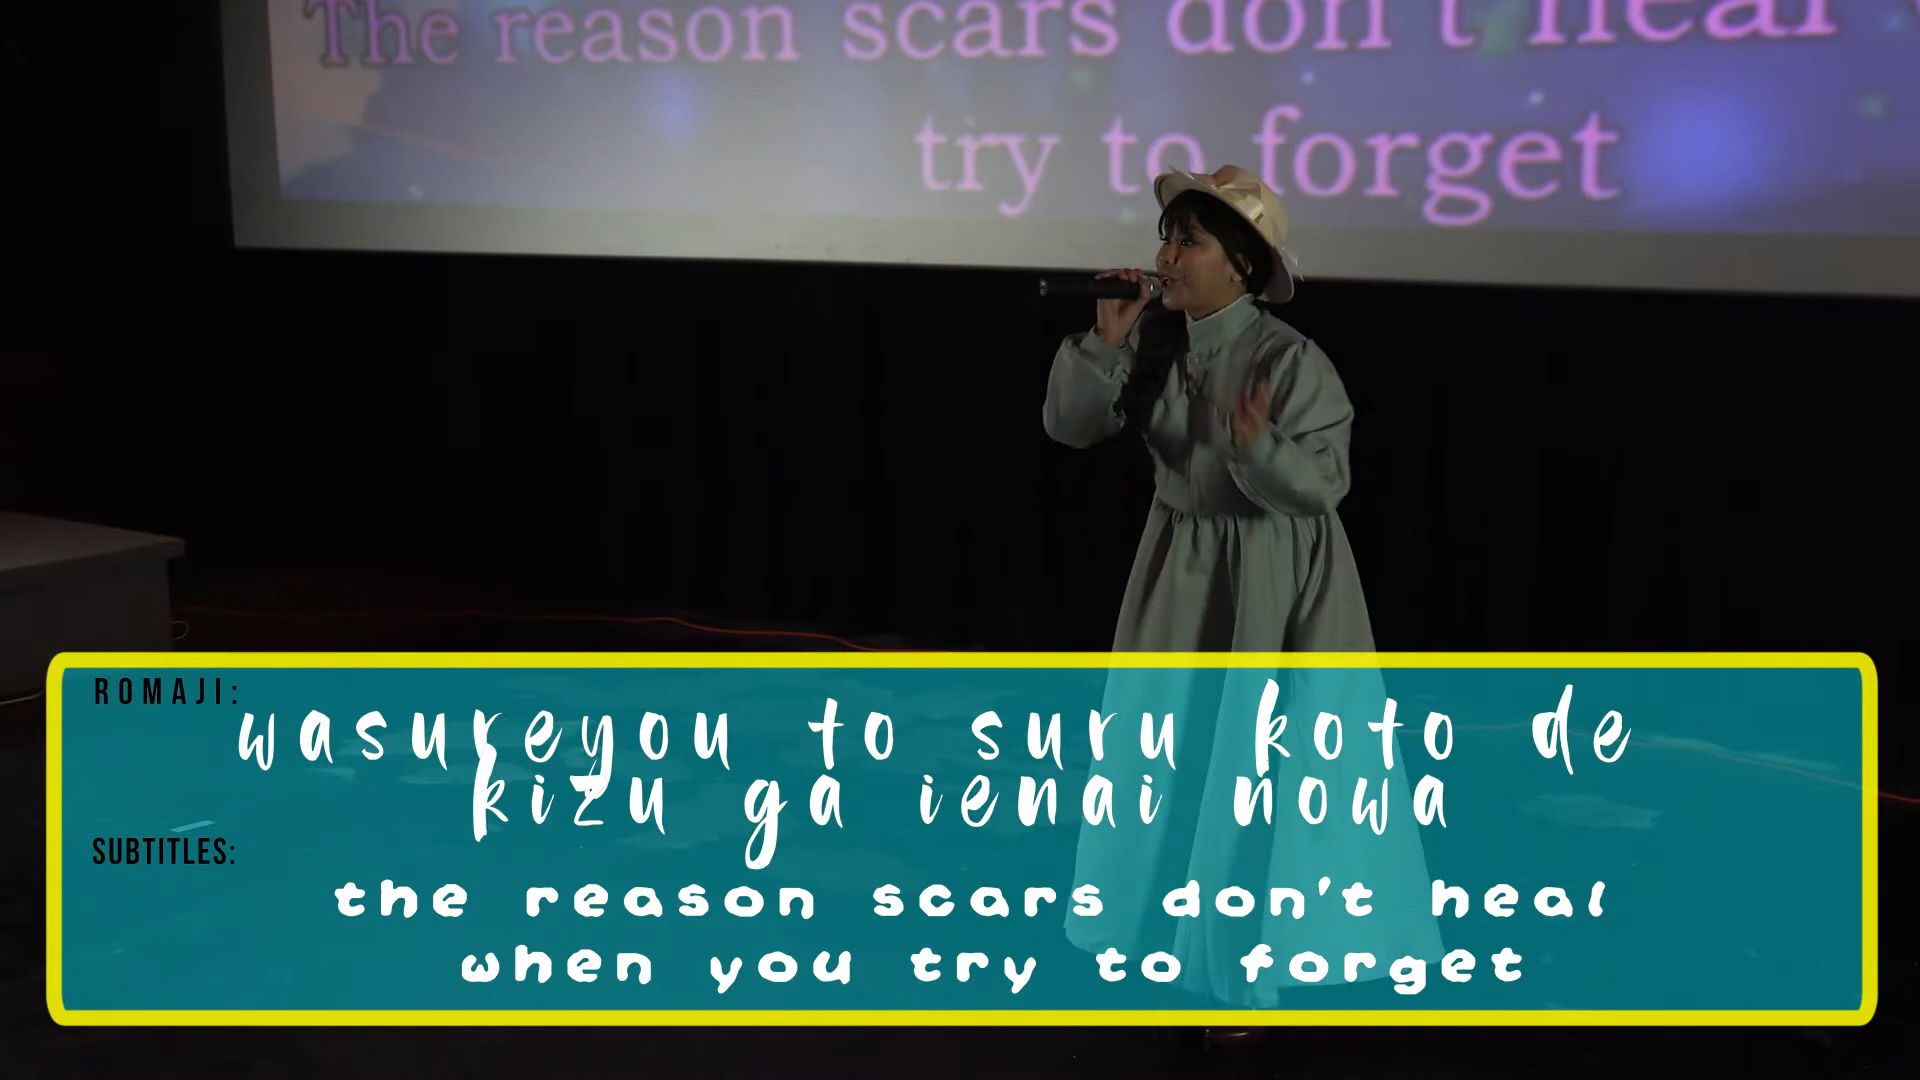 The reason scars don't heal
try to forget
ROMAJI:
wasureyou to suru koto de
kizu ga ienai nowa
SUBTITLES:
the reason scars don't heal
when you try to forget